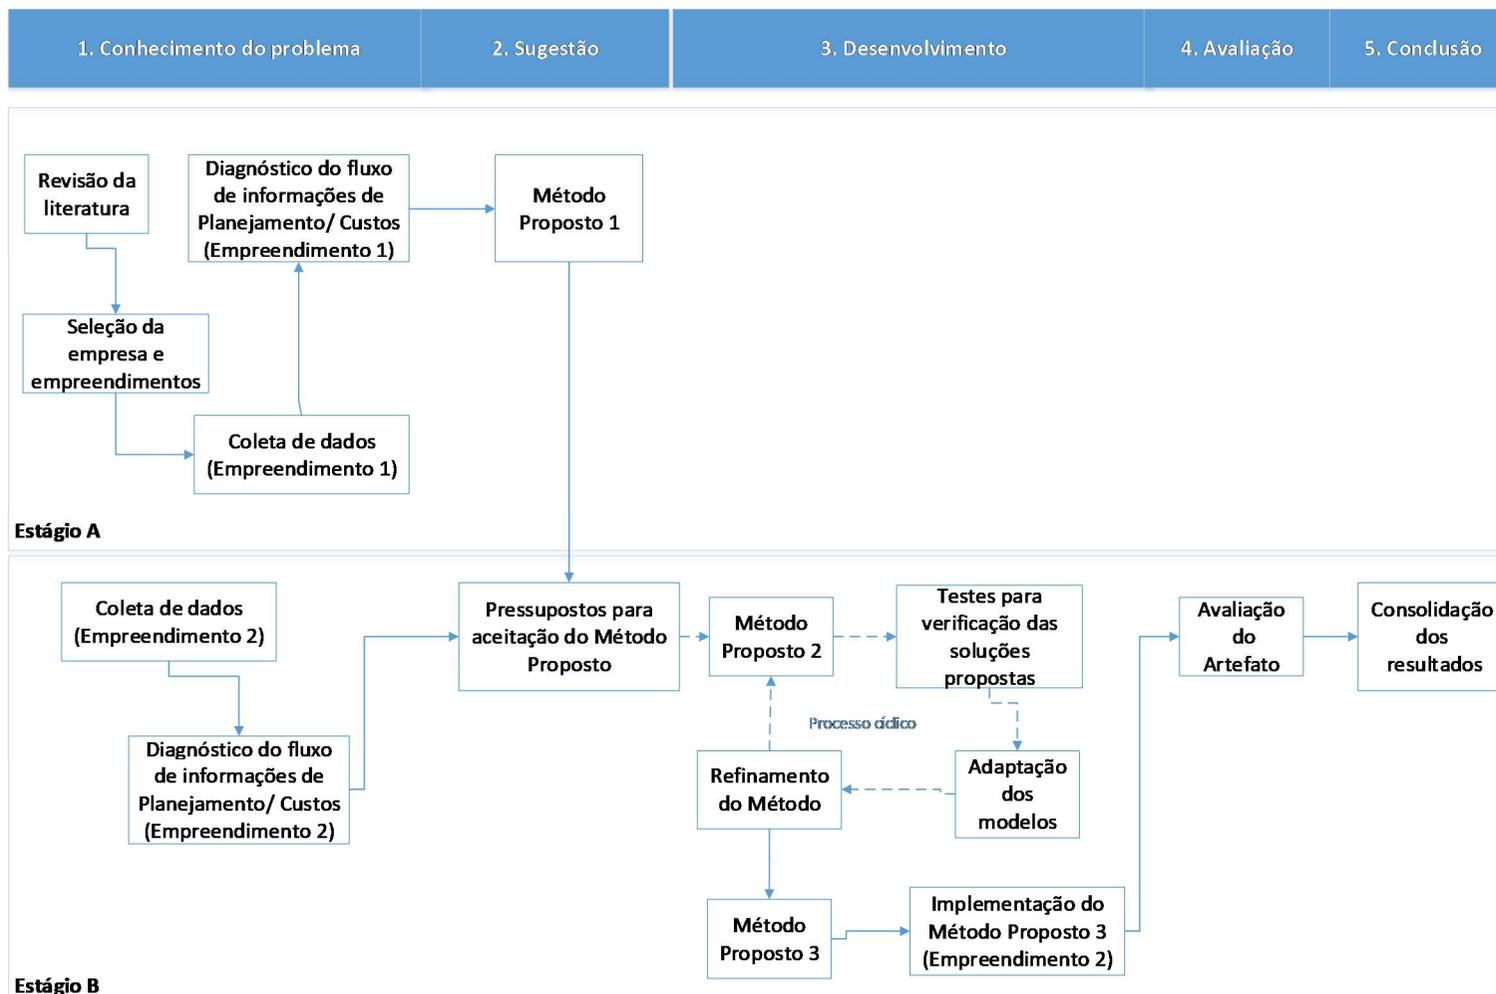 1. Conhecimento do problema
2. Sugestão
3. Desenvolvimento
4. Avaliação
5. Conclusão
Revisão da
literatura
Diagnóstico do fluxo
de informações de
Planejamento/ Custos
(Empreendimento 1)
Método
Proposto 1
Seleção da
empresa e
empreendimentos
Coleta de dados
(Empreendimento 1)
Estágio A
Coleta de dados
(Empreendimento 2)
Diagnóstico do fluxo
de informações de
Planejamento/ Custos
(Empreendimento 2)
Pressupostos para
aceitação do Método
Proposto
Método
Proposto 2
Testes para
verificação das
soluções
propostas
Processo cíclico
Refinamento
do Método
Adaptação
dos
modelos
Método
Proposto 3
Implementação do
Método Proposto 3
(Empreendimento 2)
Avaliação
do
Artefato
Consolidação
dos
resultados
Estágio B